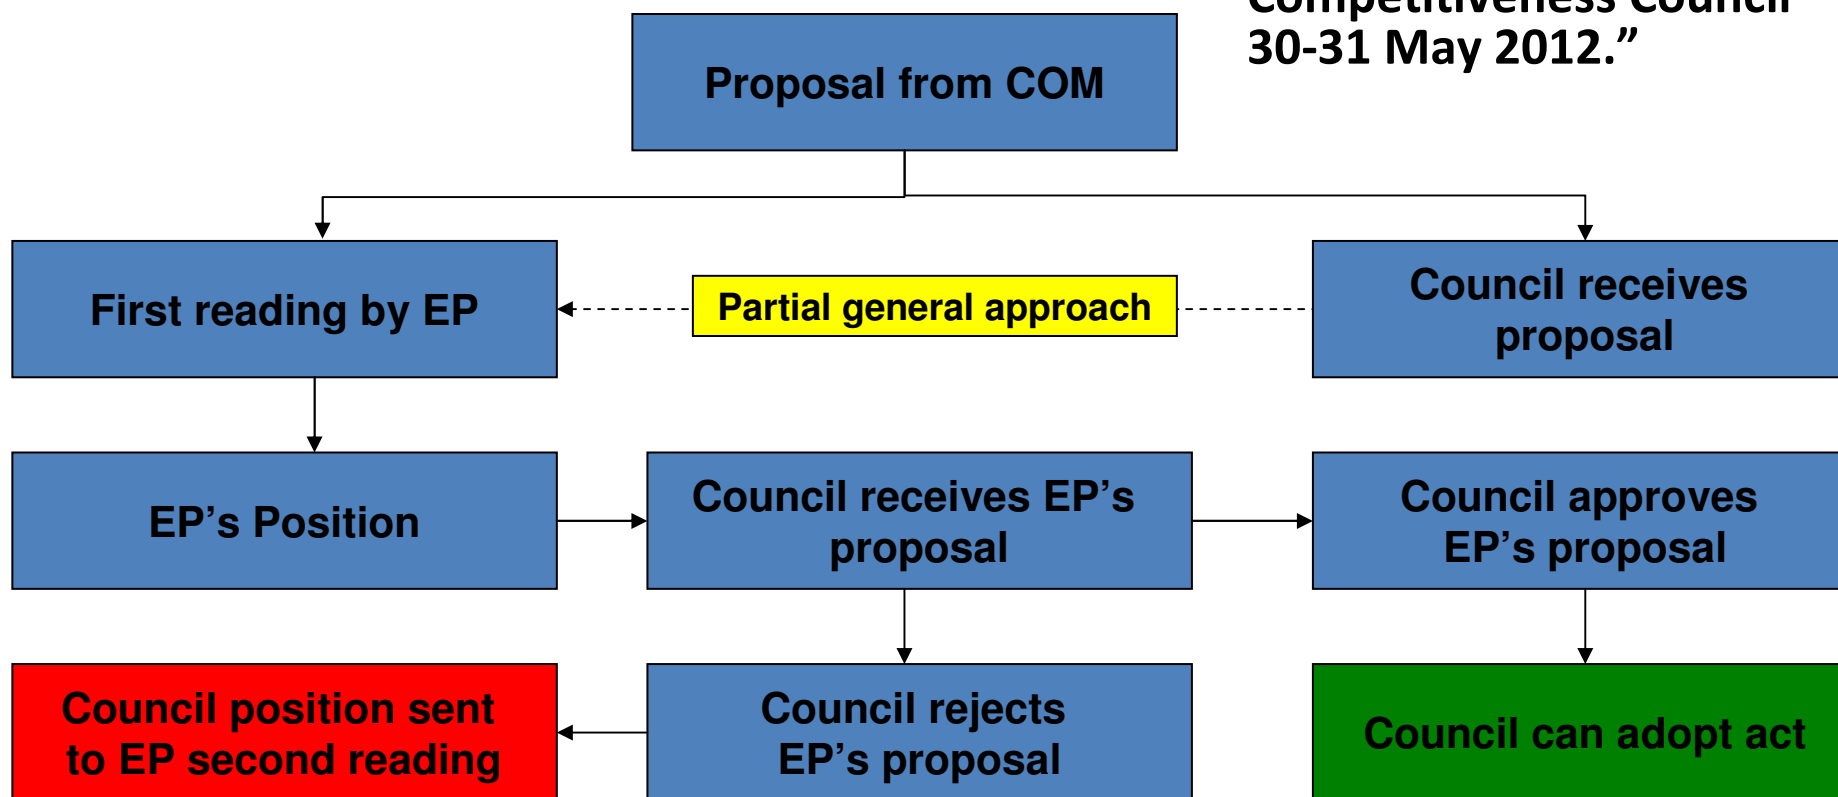 Competitiveness Council
30-31 May 2012.”
Proposal from COM
First reading by EP
Partial general approach
Council receives
proposal
EP’s Position
Council receives EP’s
proposal
Council approves
EP’s proposal
Council position sent
to EP second reading
Council rejects
EP’s proposal
Council can adopt act